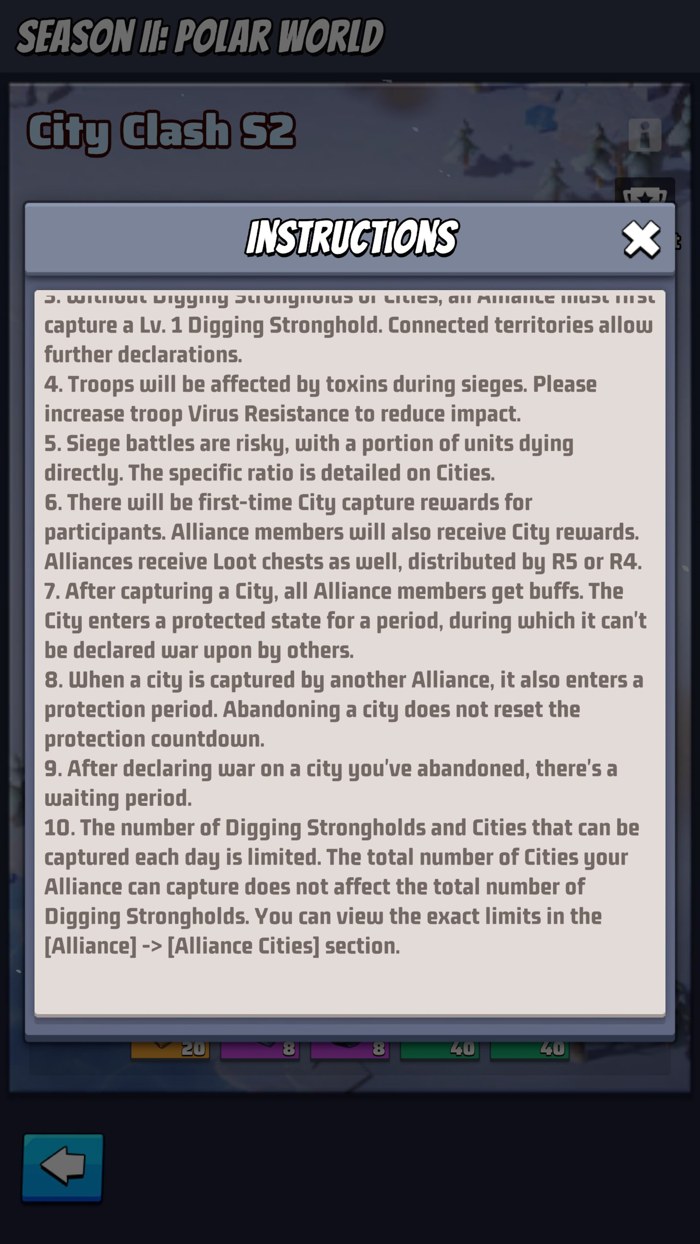 SEASON II: POLAR WORLD
City Clash S2
INSTRUCTIONS
3. Without Digging Strongholds or Cities, an Alliance must first
capture a Lv. 1 Digging Stronghold. Connected territories allow
further declarations.
4. Troops will be affected by toxins during sieges. Please
increase troop Virus Resistance to reduce impact.
5. Siege battles are risky, with a portion of units dying
directly. The specific ratio is detailed on Cities.
6. There will be first-time City capture rewards for
participants. Alliance members will also receive City rewards.
Alliances receive Loot chests as well, distributed by R5 or R4.
7. After capturing a City, all Alliance members get buffs. The
City enters a protected state for a period, during which it can't
be declared war upon by others.
8. When a city is captured by another Alliance, it also enters a
protection period. Abandoning a city does not reset the
protection countdown.
9. After declaring war on a city you've abandoned, there's a
waiting period.
10. The number of Digging Strongholds and Cities that can be
captured each day is limited. The total number of Cities your
Alliance can capture does not affect the total number of
Digging Strongholds. You can view the exact limits in the
[Alliance] -> [Alliance Cities] section.
20 8 8 40 40